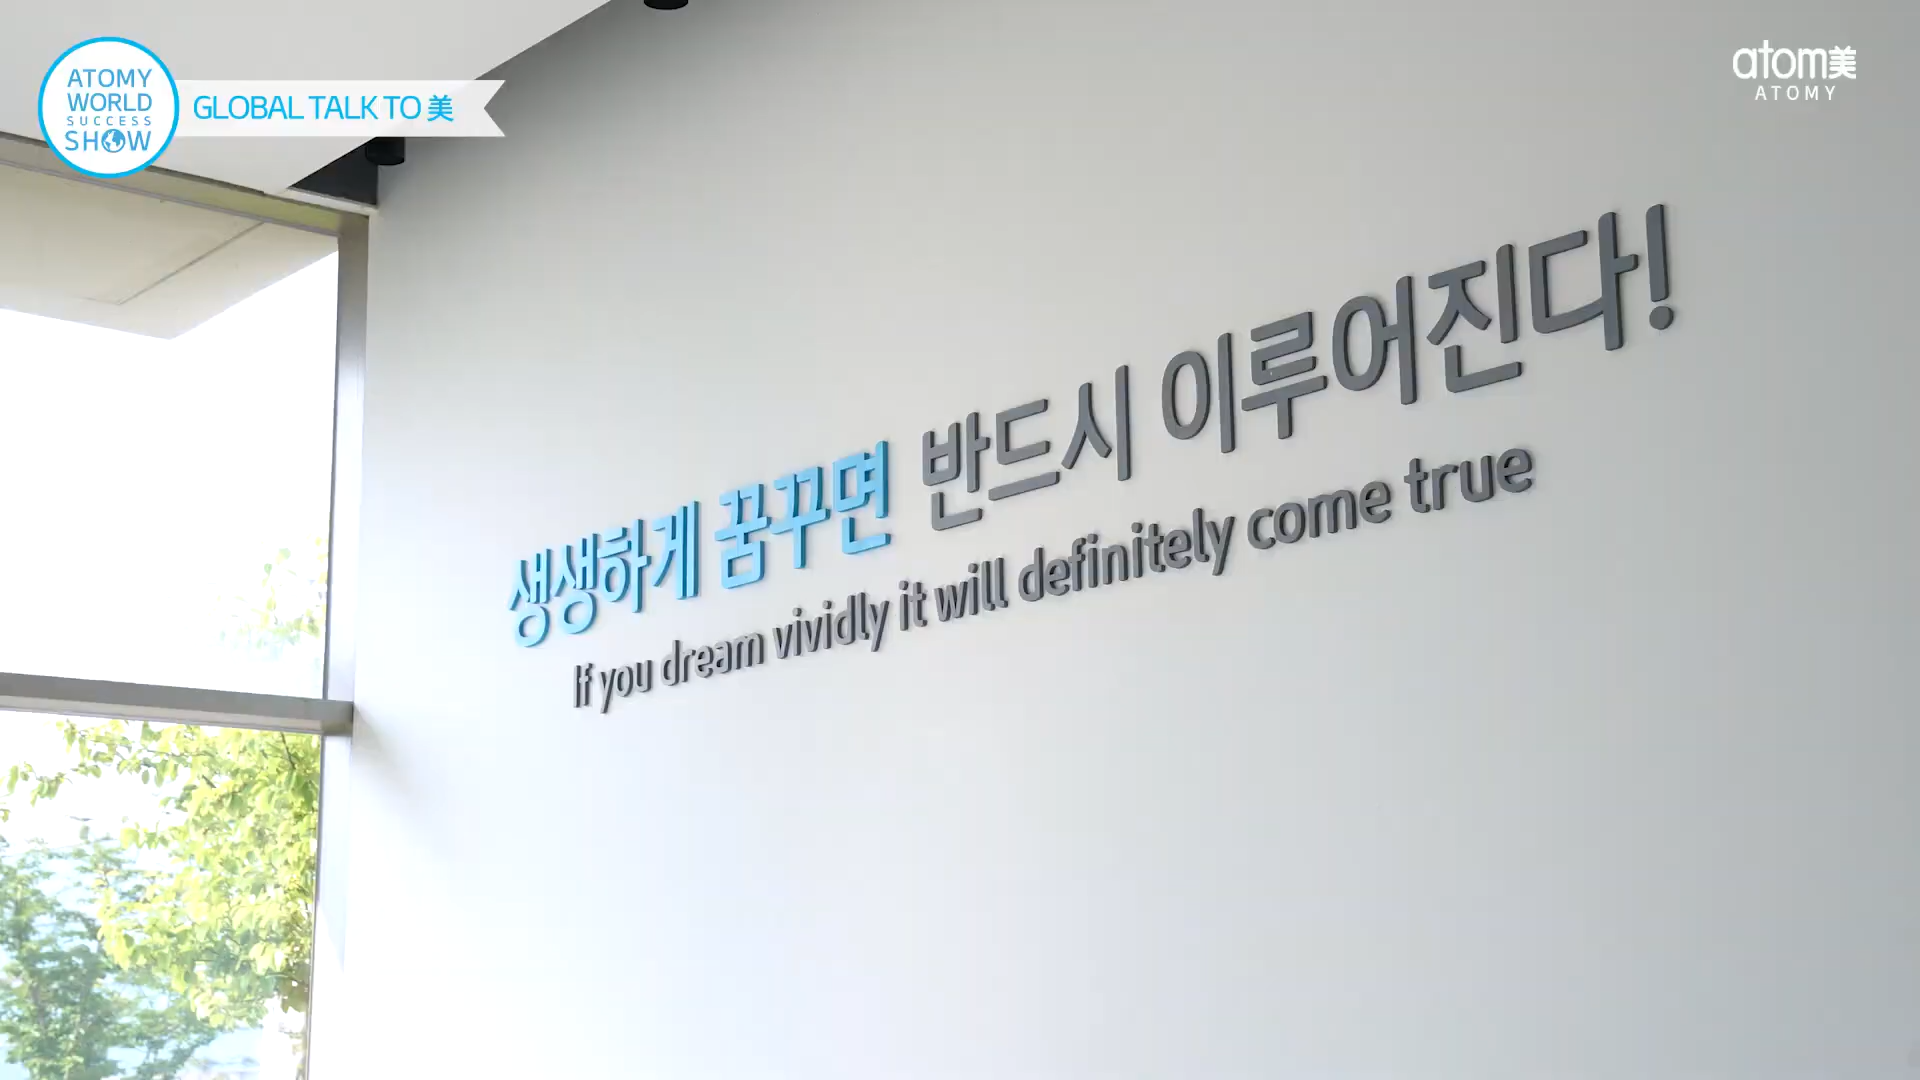 ATOMY
WORLD
SUCCESS
SHOW
GLOBAL TALK TO 美
atom美
ATOMY
생생하게 꿈꾸면 반드시 이루어진다!
If you dream vividly it will definitely come true